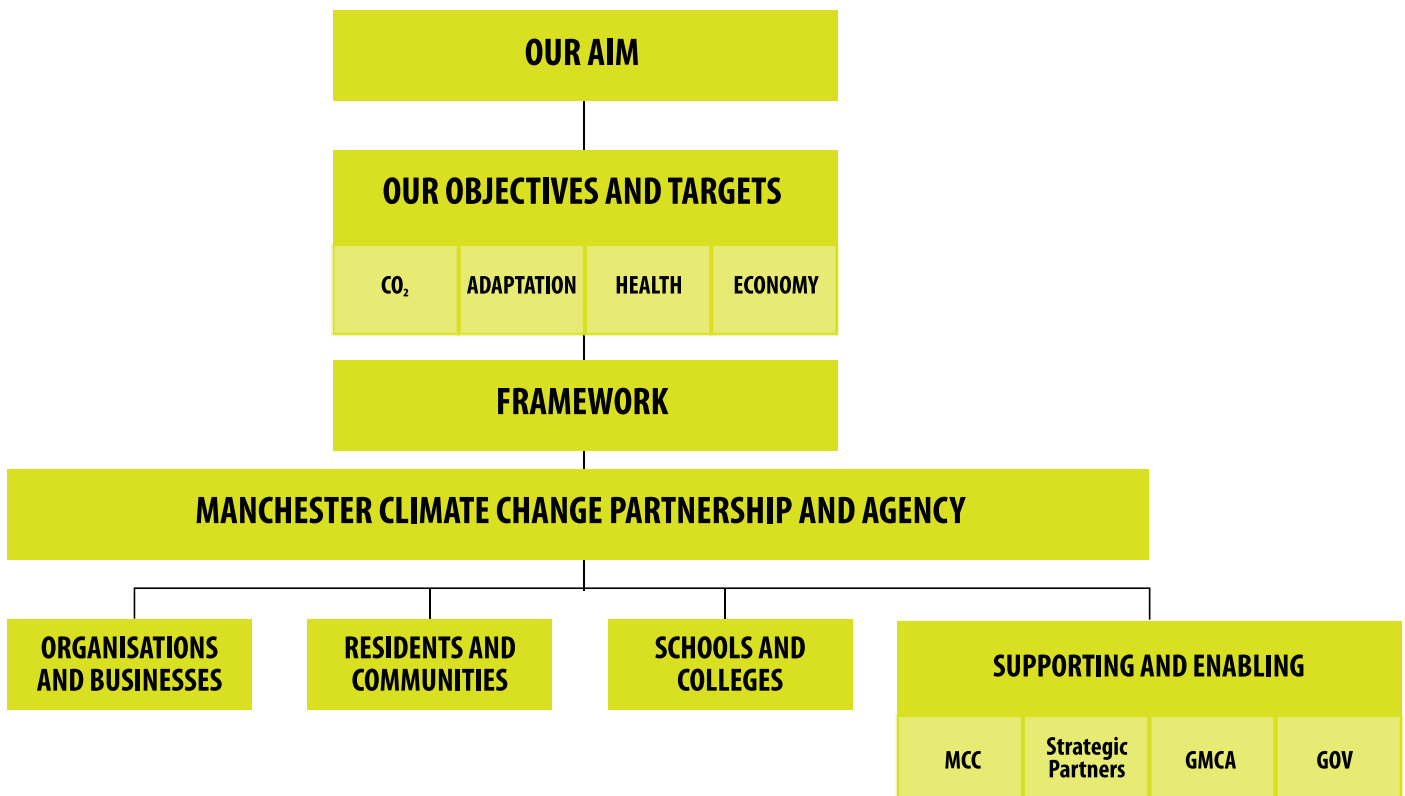 OUR AIM
OUR OBJECTIVES AND TARGETS
CO₂
ADAPTATION
HEALTH
ECONOMY
FRAMEWORK
MANCHESTER CLIMATE CHANGE PARTNERSHIP AND AGENCY
ORGANISATIONS
AND BUSINESSES
RESIDENTS AND
COMMUNITIES
SCHOOLS AND
COLLEGES
SUPPORTING AND ENABLING
MCC
Strategic
Partners
GMCA
GOV